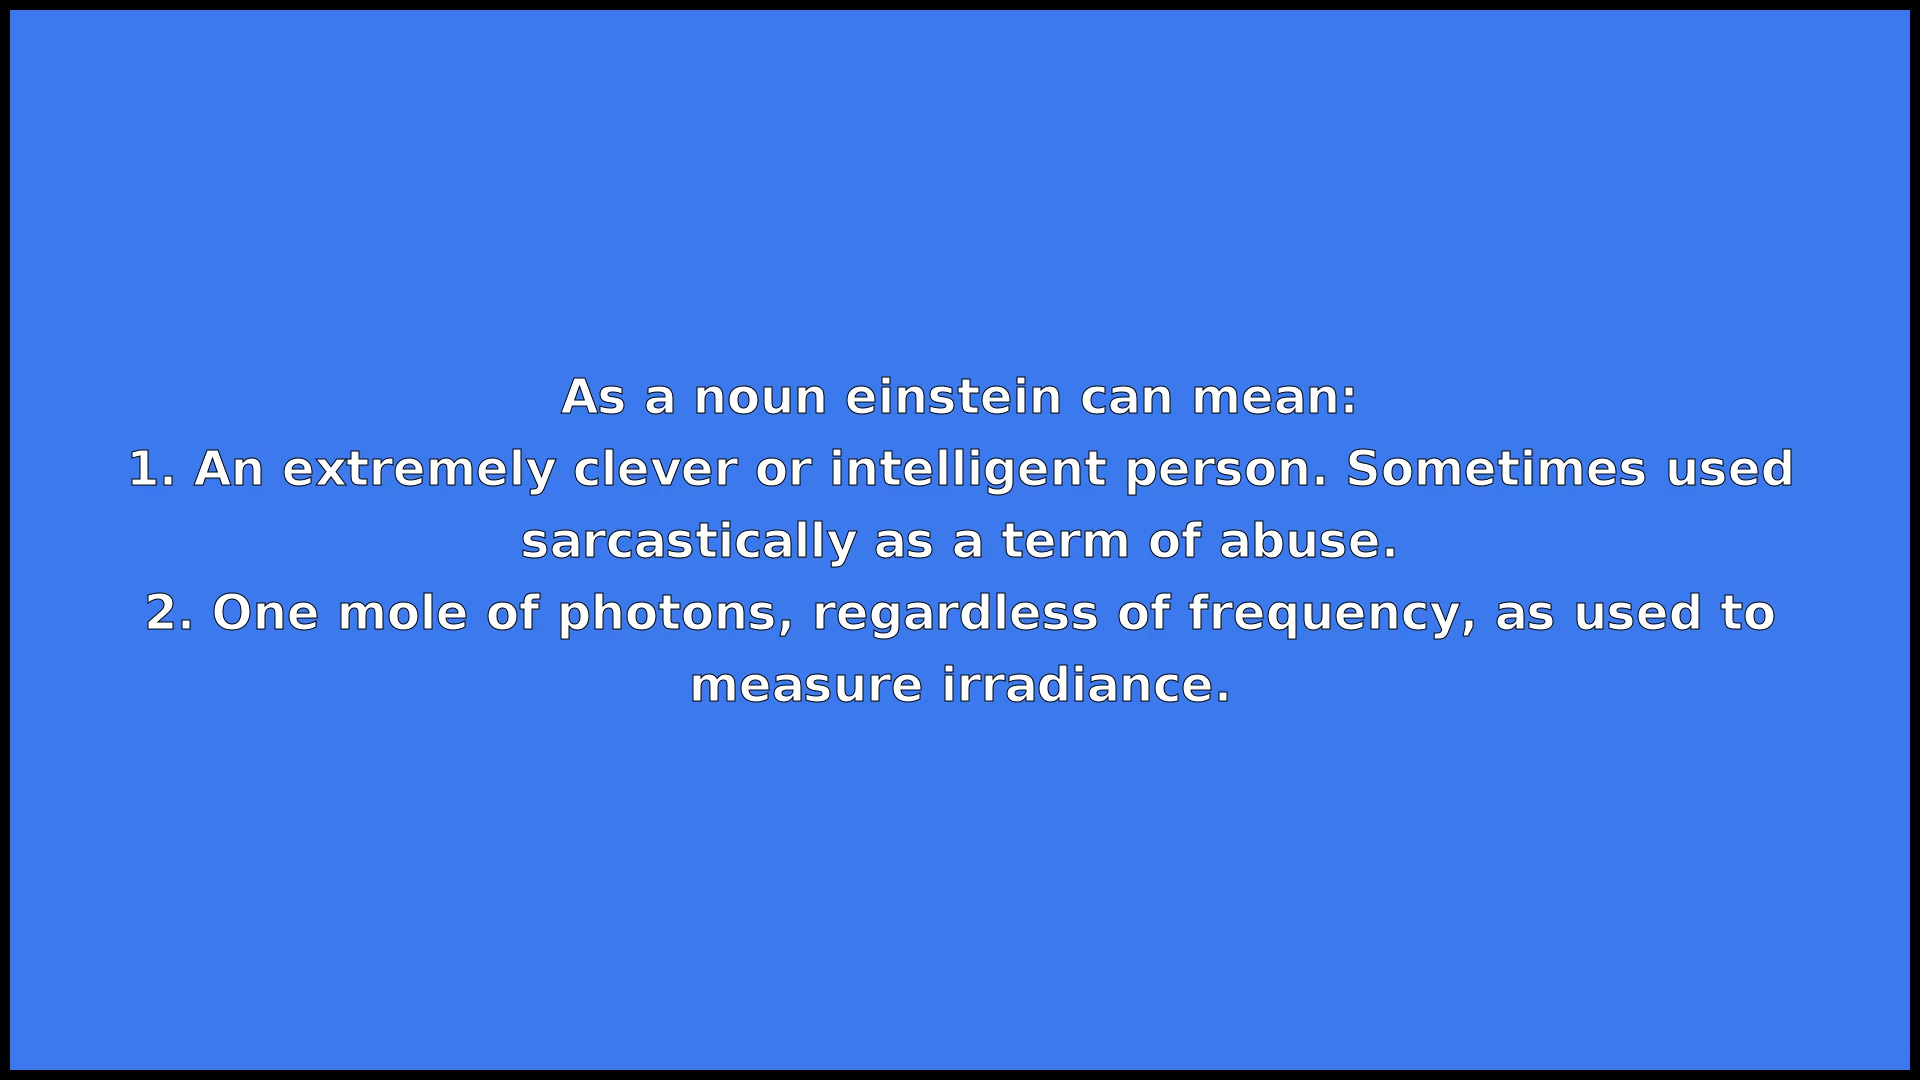 As a noun einstein can mean:
1. An extremely clever or intelligent person. Sometimes used
sarcastically as a term of abuse.
2. One mole of photons, regardless of frequency, as used to
measure irradiance.